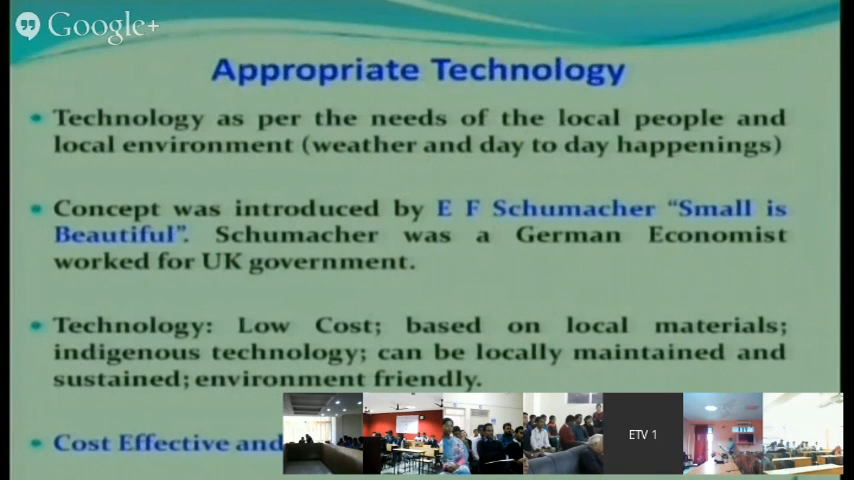 Google+
Appropriate Technology
Technology as per the needs of the local people and
local environment (weather and day to day happenings)
Concept was introduced by E F Schumacher “Small is
Beautiful”. Schumacher was a German Economist
worked for UK government.
Technology: Low Cost; based on local materials;
indigenous technology; can be locally maintained and
sustained; environment friendly.
Cost Effective and
ETV 1